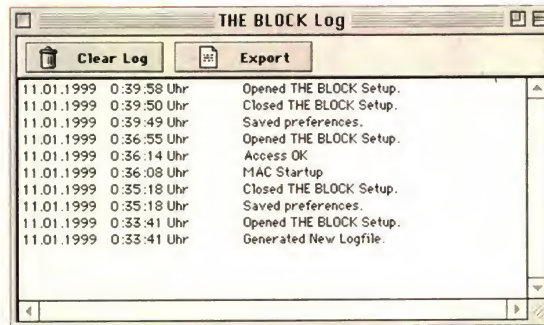 THE BLOCK Log
Clear Log Export
11.01.1999 0:39:58 Uhr Opened THE BLOCK Setup.
11.01.1999 0:39:50 Uhr Closed THE BLOCK Setup.
11.01.1999 0:39:49 Uhr Saved preferences.
11.01.1999 0:36:55 Uhr Opened THE BLOCK Setup.
11.01.1999 0:36:14 Uhr Access OK
11.01.1999 0:36:08 Uhr MAC Startup
11.01.1999 0:35:18 Uhr Closed THE BLOCK Setup.
11.01.1999 0:35:18 Uhr Saved preferences.
11.01.1999 0:33:41 Uhr Opened THE BLOCK Setup.
11.01.1999 0:33:41 Uhr Generated New Logfile.